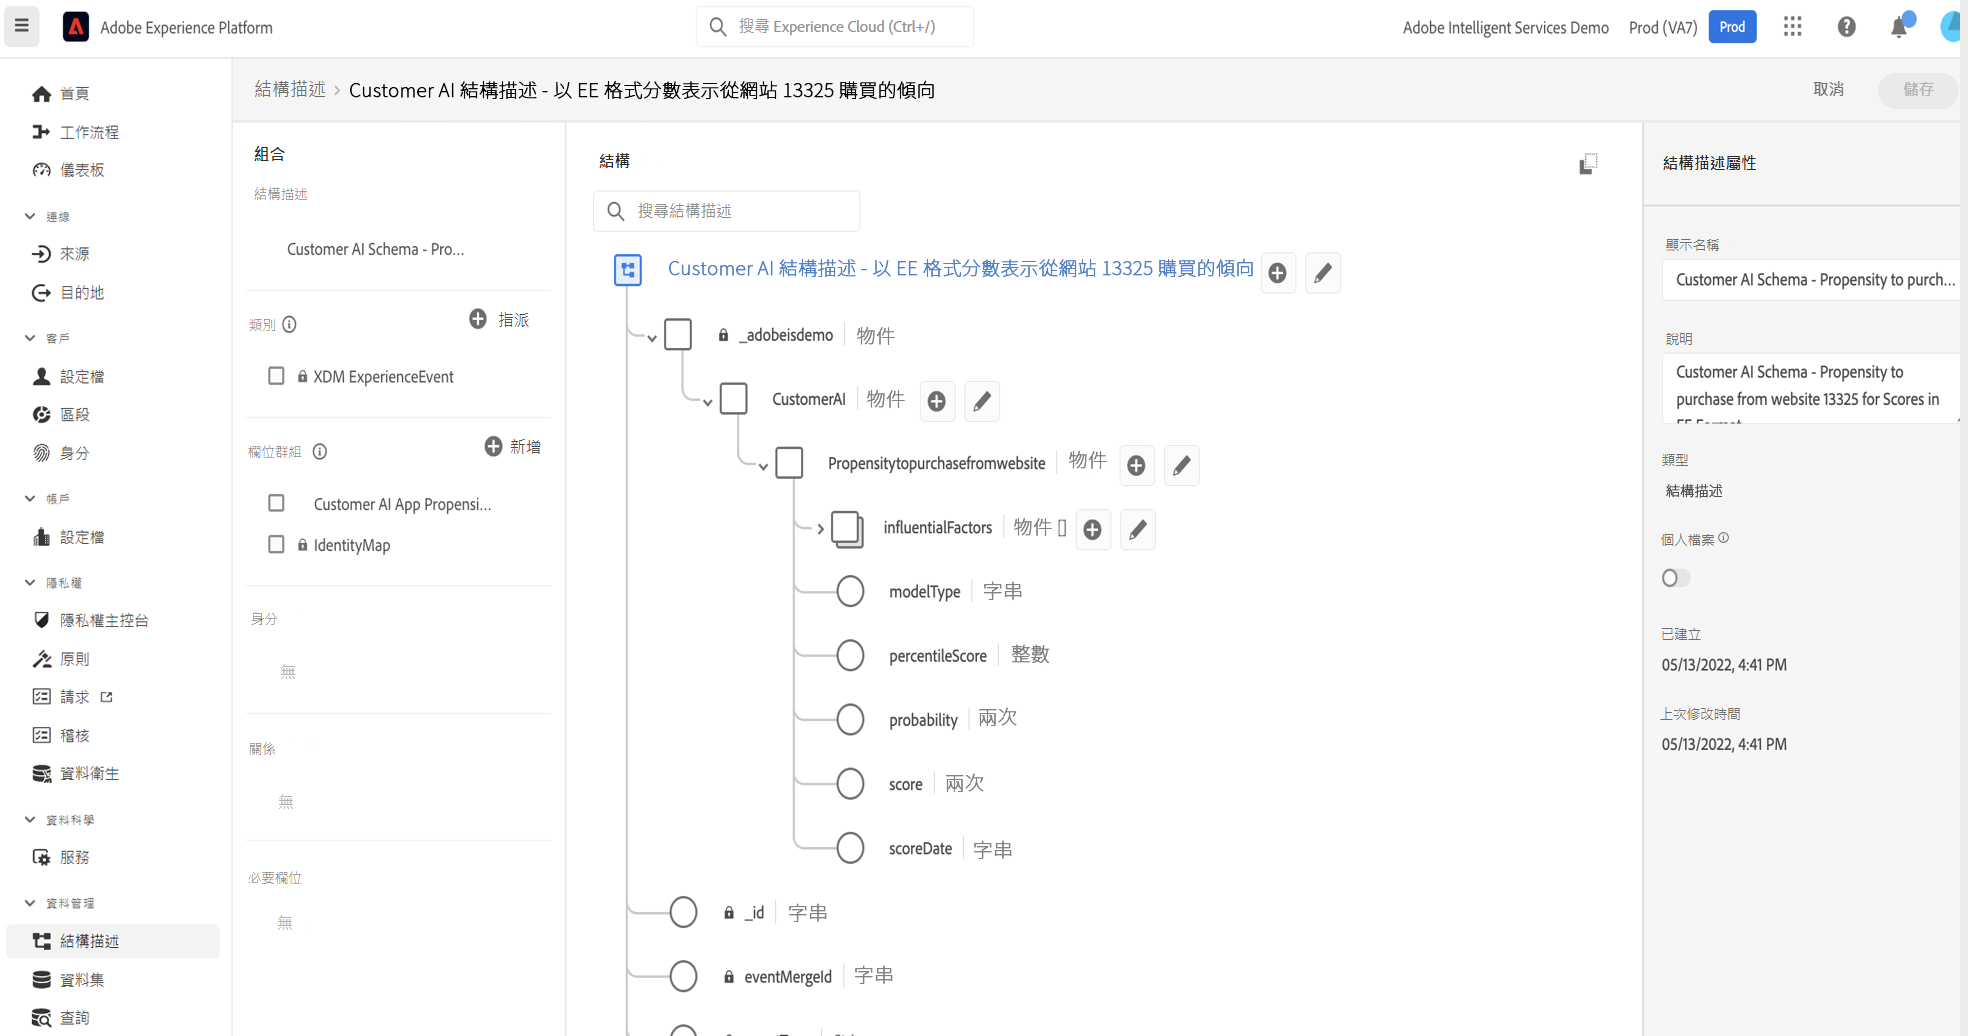 Adobe Experience Platform
搜尋 Experience Cloud (Ctrl+/)
Adobe Intelligent Services Demo
Prod (VA7)
Prod
首頁
工作流程
儀表板
連線
來源
目的地
客戶
設定檔
區段
身分
帳戶
設定檔
隱私權
隱私權主控台
原則
請求
稽核
資料衛生
資料科學
服務
資料管理
結構描述
資料集
查詢
結構描述 › Customer AI 結構描述 - 以 EE 格式分數表示從網站 13325 購買的傾向
取消
儲存
組合
結構描述
Customer AI Schema - Pro...
類別
指派
XDM ExperienceEvent
欄位群組
新增
Customer AI App Propensi...
IdentityMap
身分
無
關係
無
必要欄位
無
結構
搜尋結構描述
Customer AI 結構描述 - 以 EE 格式分數表示從網站 13325 購買的傾向
_adobeisdemo 物件
CustomerAI 物件
Propensitytopurchasefromwebsite 物件
influentialFactors 物件 []
modelType 字串
percentileScore 整數
probability 兩次
score 兩次
scoreDate 字串
_id 字串
eventMergeId 字串
結構描述屬性
顯示名稱
Customer AI Schema - Propensity to purch...
說明
Customer AI Schema - Propensity to
purchase from website 13325 for Scores in
EE Format
類型
結構描述
個人檔案
已建立
05/13/2022, 4:41 PM
上次修改時間
05/13/2022, 4:41 PM